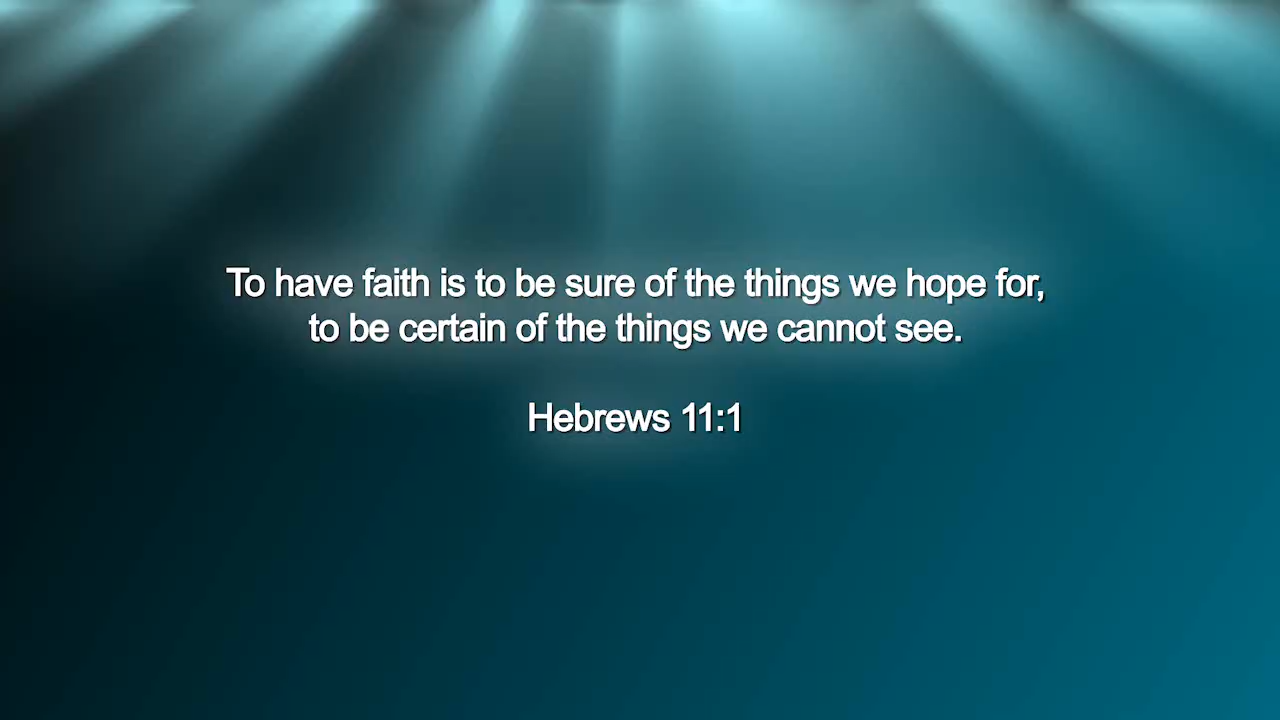 To have faith is to be sure of the things we hope for,
to be certain of the things we cannot see.
Hebrews 11:1